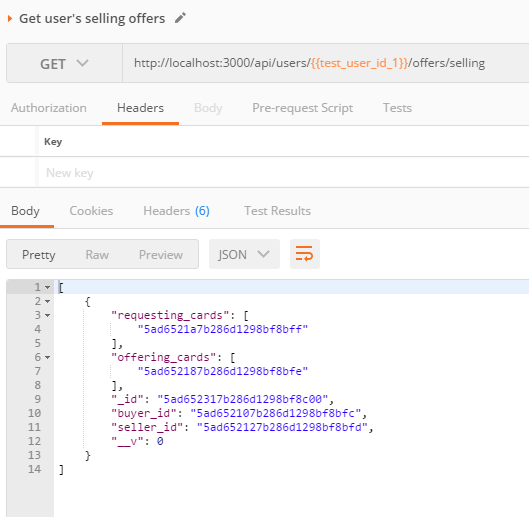 Get user's selling offers
GET http://localhost:3000/api/users/{{test_user_id_1}}/offers/selling
Authorization Headers Body Pre-request Script Tests
Key
New key
Body Cookies Headers (6) Test Results
Pretty Raw Preview JSON
1 [
2 {
3 "requesting_cards": [
4 "5ad6521a7b286d1298bf8bff"
5 ],
6 "offering_cards": [
7 "5ad652187b286d1298bf8bfe"
8 ],
9 "_id": "5ad652317b286d1298bf8c00",
10 "buyer_id": "5ad652107b286d1298bf8bfc",
11 "seller_id": "5ad652127b286d1298bf8bfd",
12 "__v": 0
13 }
14 ]